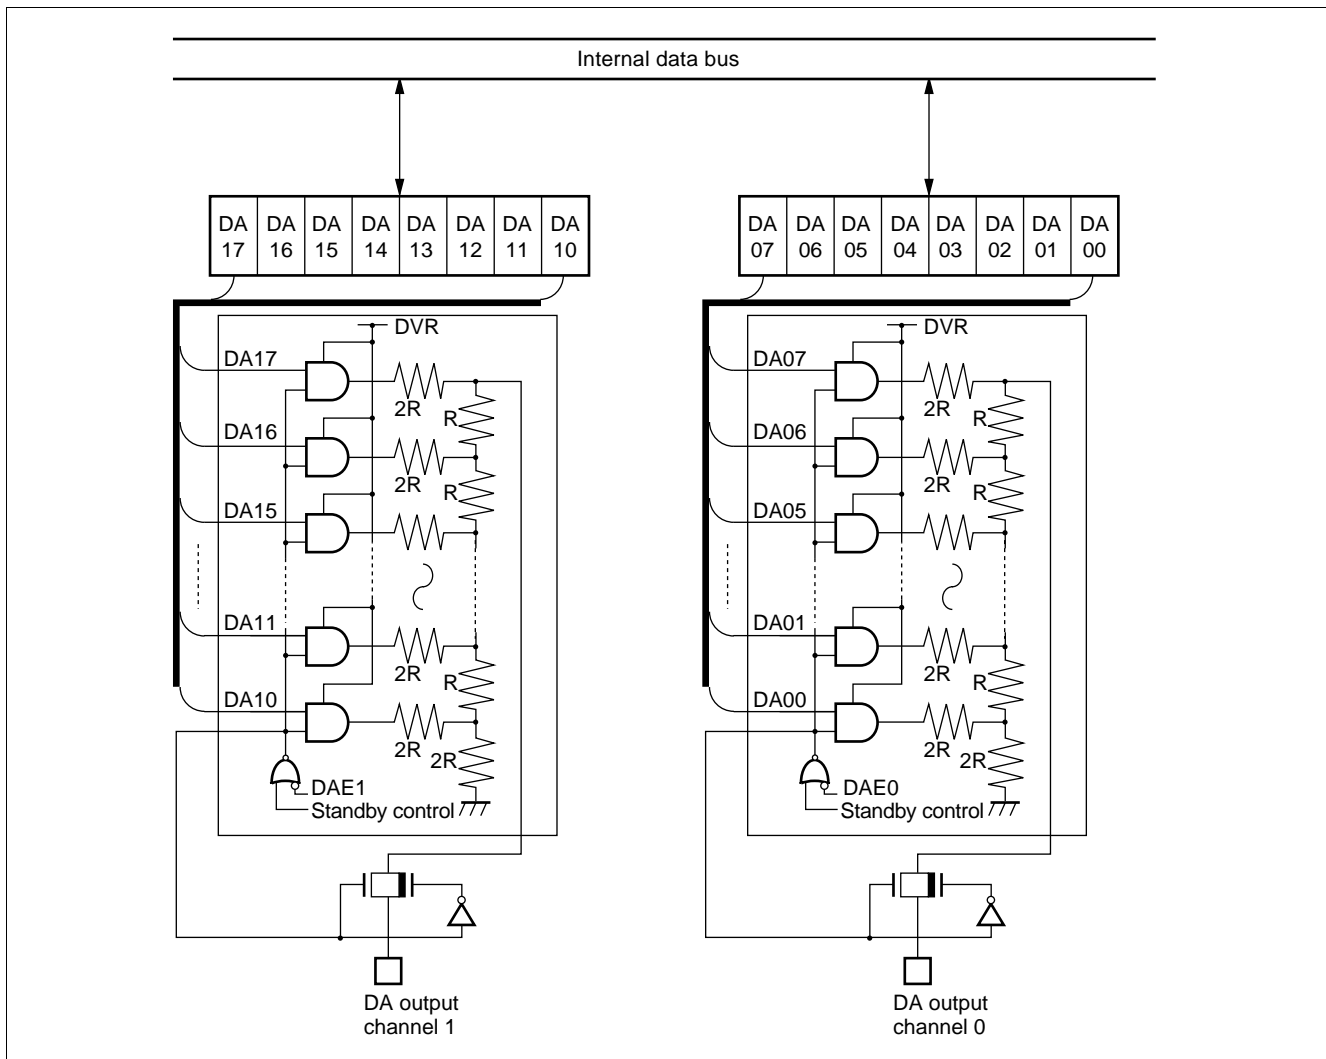 Internal data bus
DA 17 DA 16 DA 15 DA 14 DA 13 DA 12 DA 11 DA 10
DA 07 DA 06 DA 05 DA 04 DA 03 DA 02 DA 01 DA 00
DVR
DA17
2R
R
DA16
2R
R
DA15
DA11
2R
R
DA10
2R
2R
DAE1
Standby control
DA output
channel 1
DVR
DA07
2R
R
DA06
2R
R
DA05
DA01
2R
R
DA00
2R
2R
DAE0
Standby control
DA output
channel 0